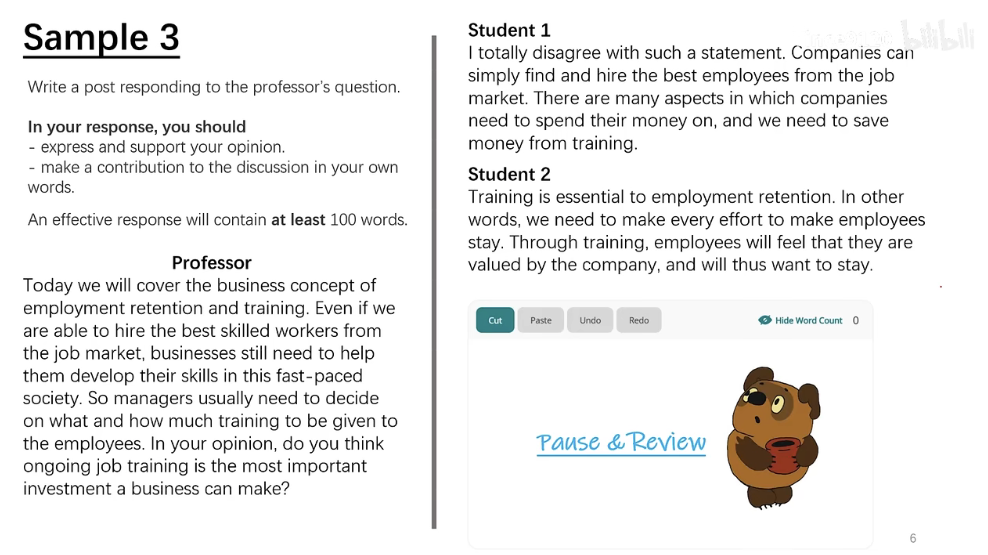 Sample 3
Write a post responding to the professor's question.
In your response, you should
- express and support your opinion.
- make a contribution to the discussion in your own
words.
An effective response will contain at least 100 words.
Professor
Today we will cover the business concept of
employment retention and training. Even if we
are able to hire the best skilled workers from
the job market, businesses still need to help
them develop their skills in this fast-paced
society. So managers usually need to decide
on what and how much training to be given to
the employees. In your opinion, do you think
ongoing job training is the most important
investment a business can make?
Student 1
I totally disagree with such a statement. Companies can
simply find and hire the best employees from the job
market. There are many aspects in which companies
need to spend their money on, and we need to save
money from training.
Student 2
Training is essential to employment retention. In other
words, we need to make every effort to make employees
stay. Through training, employees will feel that they are
valued by the company, and will thus want to stay.
Cut Paste Undo Redo Hide Word Count 0
Pause & Review
6
bilibili